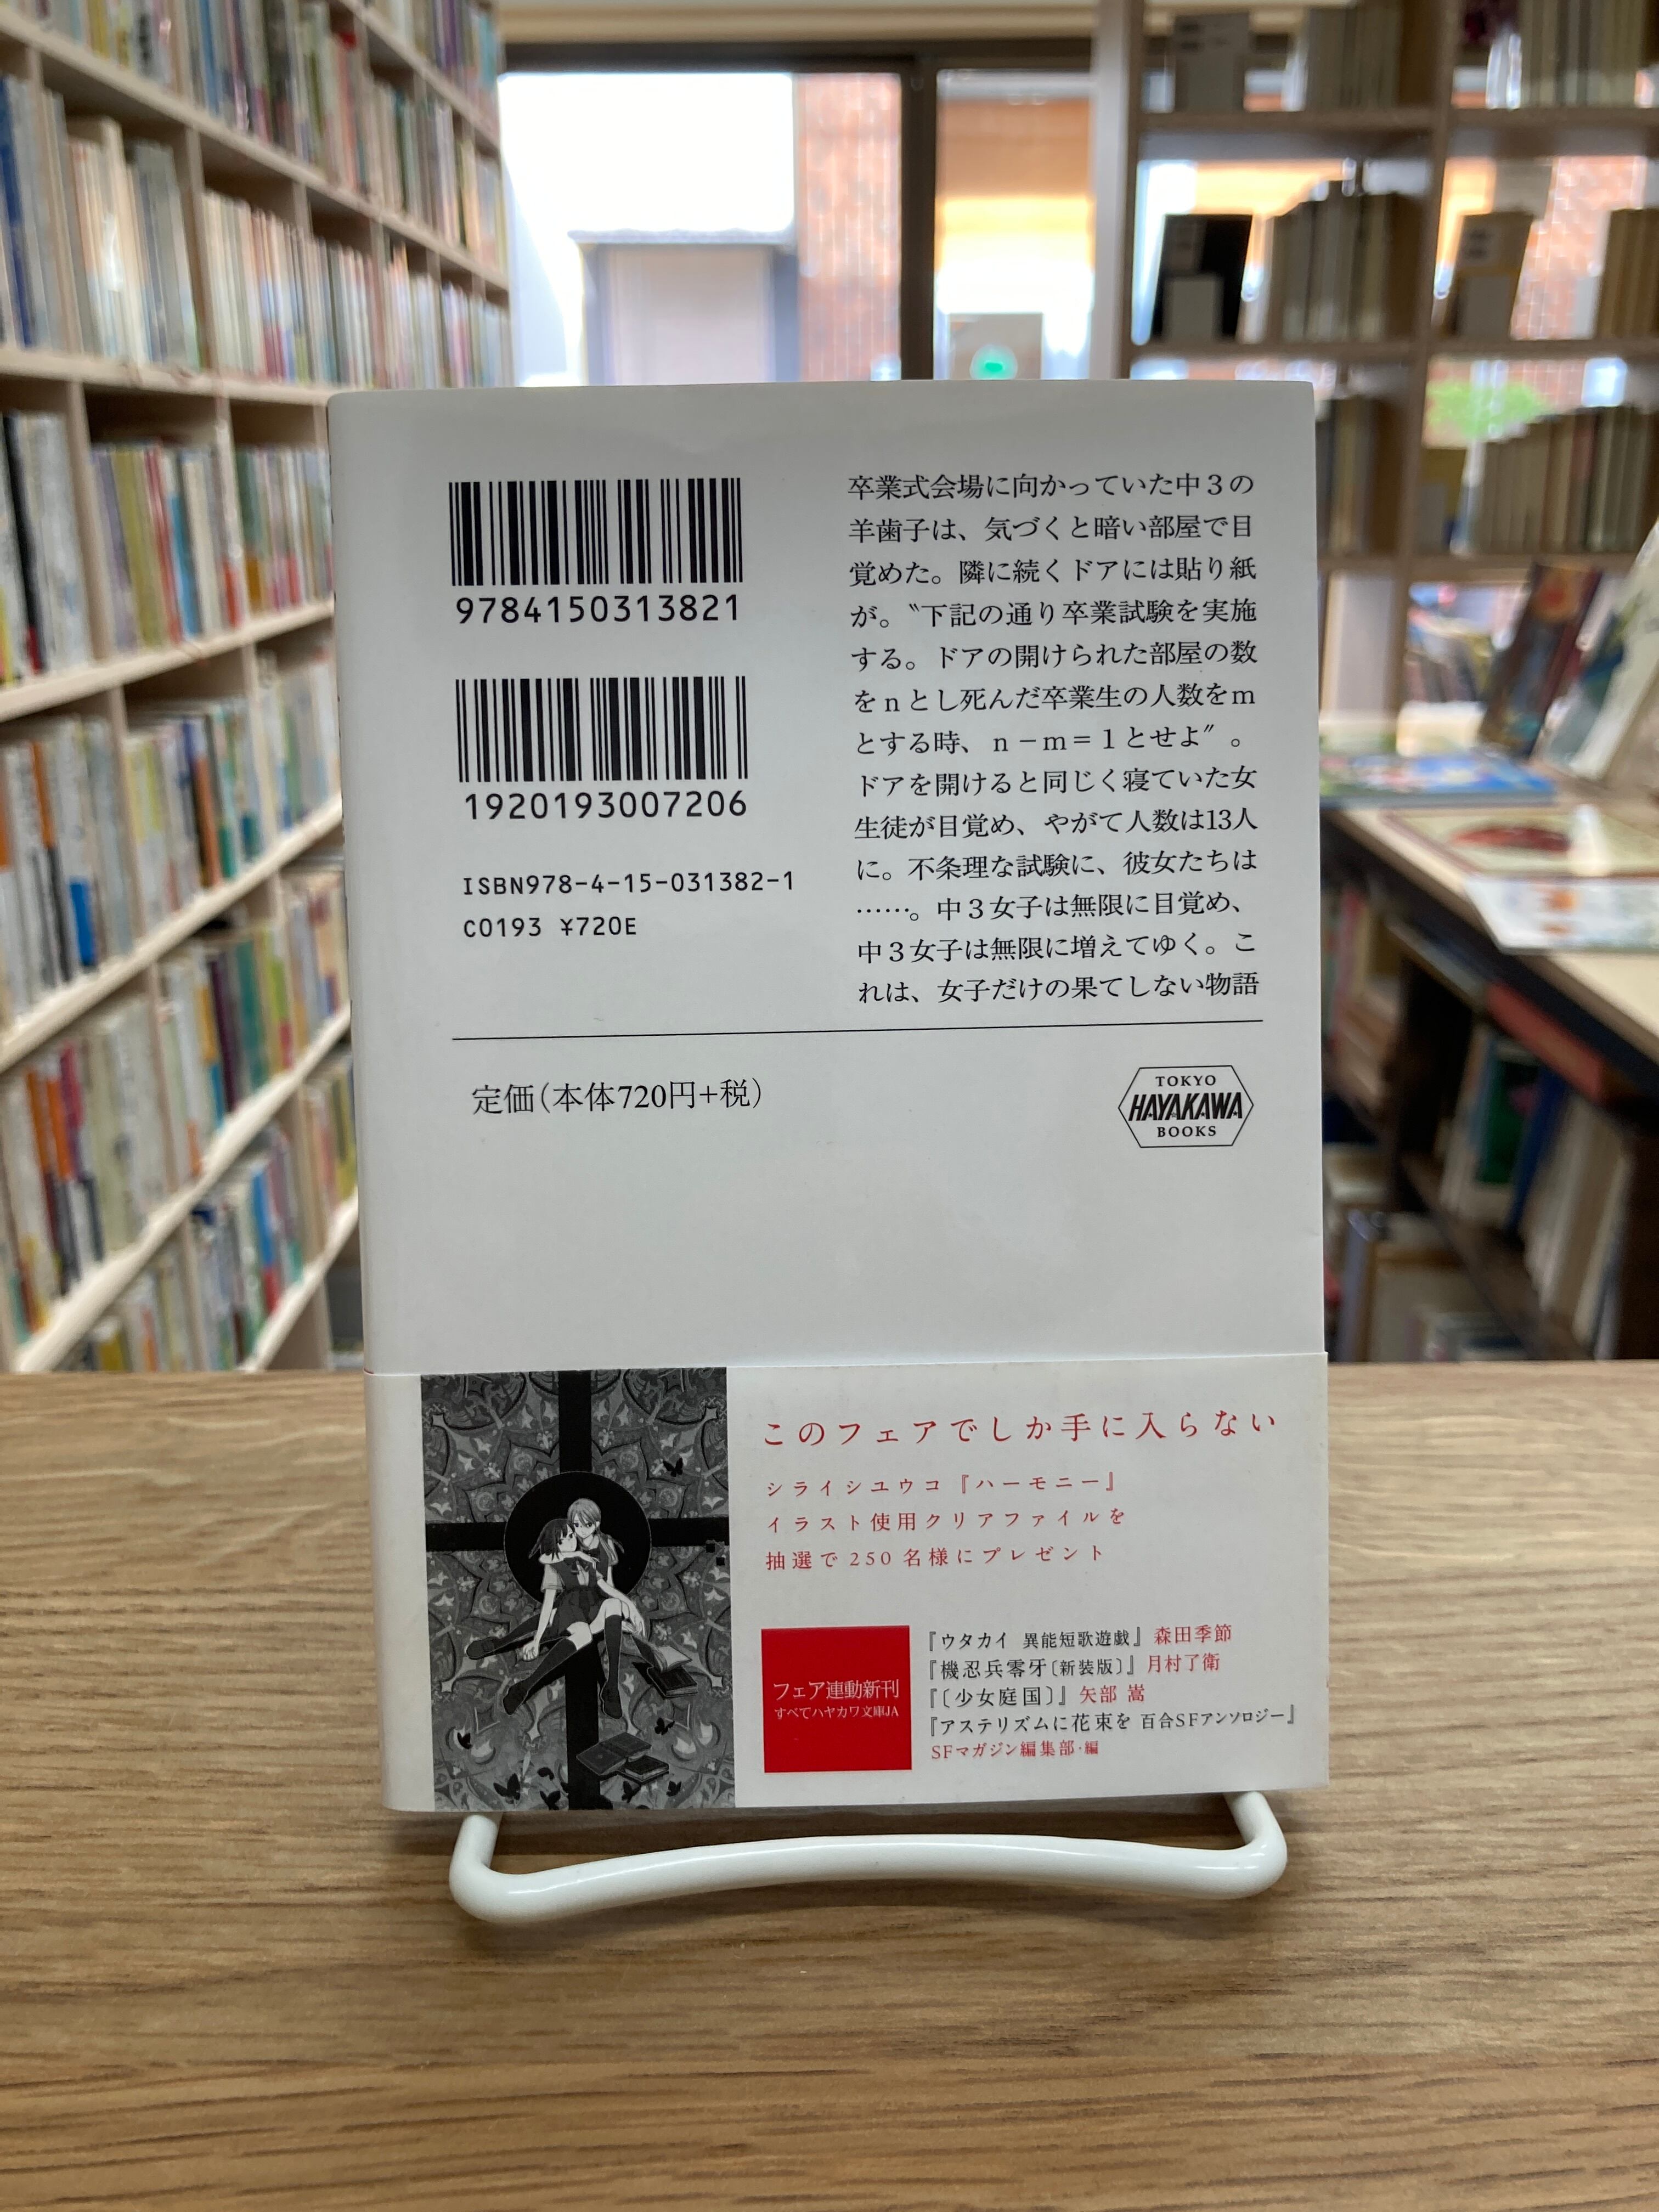 9784150313821
1920193007206
ISBN978-4-15-031382-1
C0193 ¥720E
卒業式会場に向かっていた中3の
羊歯子は、気づくと暗い部屋で目
覚めた。隣に続くドアには貼り紙
が。〝下記の通り卒業試験を実施
する。ドアの開けられた部屋の数
をnとし死んだ卒業生の人数をm
とする時、n－m＝1とせよ〟。
ドアを開けると同じく寝ていた女
生徒が目覚め、やがて人数は13人
に。不条理な試験に、彼女たちは
……。中3女子は無限に目覚め、
中3女子は無限に増えてゆく。こ
れは、女子だけの果てしない物語
定価(本体720円+税)
TOKYO
HAYAKAWA
BOOKS
このフェアでしか手に入らない
シライシユウコ『ハーモニー』
イラスト使用クリアファイルを
抽選で250名様にプレゼント
フェア連動新刊
すべてハヤカワ文庫JA
『ウタカイ 異能短歌遊戯』森田季節
『機忍兵零牙〔新装版〕』月村了衛
『〔少女庭国〕』矢部 嵩
『アステリズムに花束を 百合SFアンソロジー』
SFマガジン編集部・編